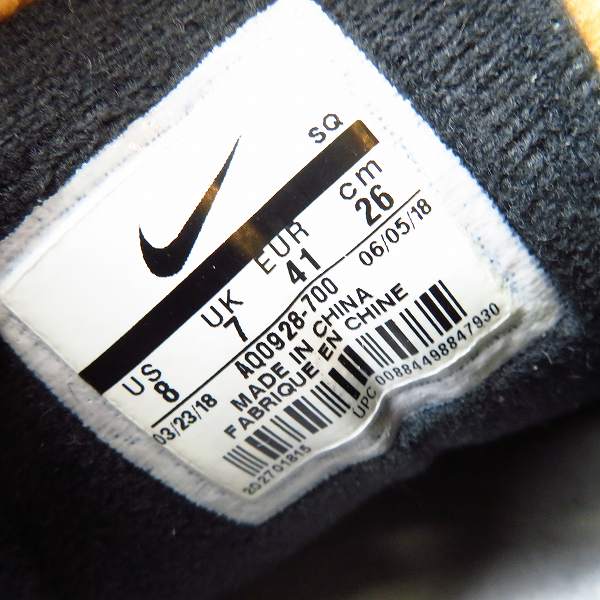 SQ
US UK EUR cm
8 7 41 26
03/23/18 AQ0928-700 06/05/18
MADE IN CHINA
FABRIQUE EN CHINE
202701815
UPC 00884498847930